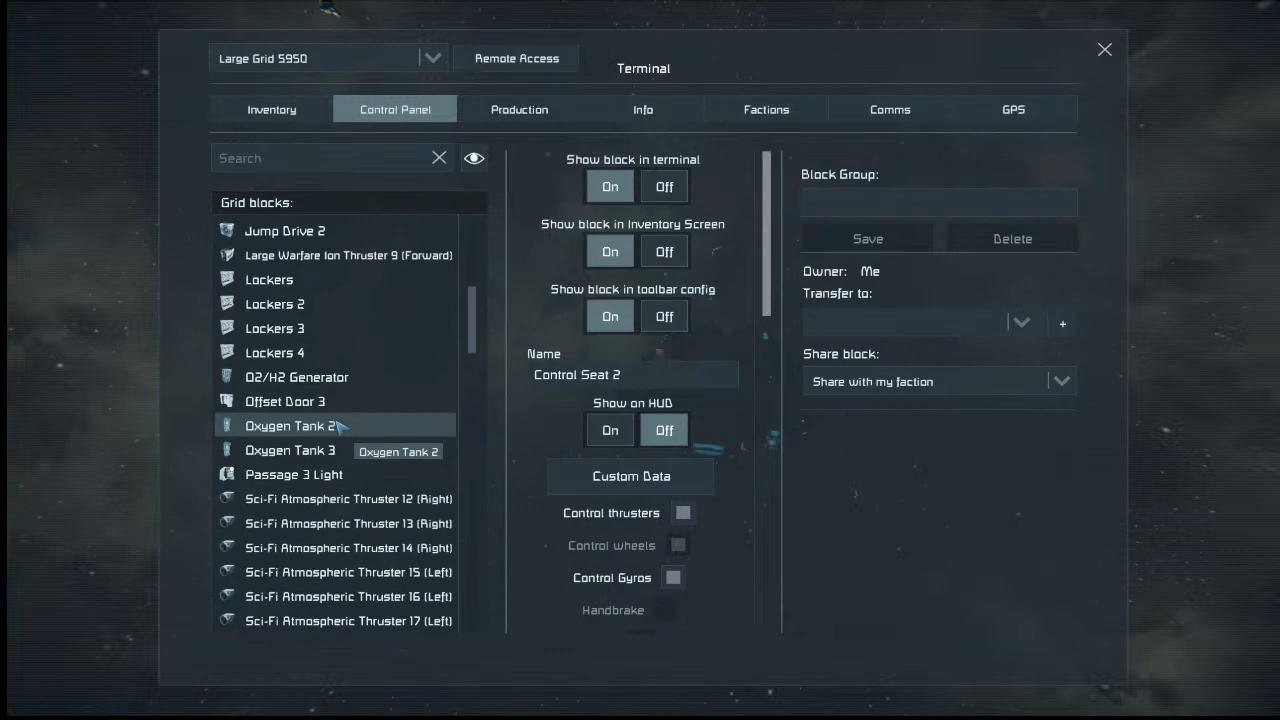 Large Grid 5950
Remote Access
Terminal
Inventory
Control Panel
Production
Info
Factions
Comms
GPS
Search
Grid blocks:
Jump Drive 2
Large Warfare Ion Thruster 9 (Forward)
Lockers
Lockers 2
Lockers 3
Lockers 4
O2/H2 Generator
Offset Door 3
Oxygen Tank 2
Oxygen Tank 3
Oxygen Tank 2
Passage 3 Light
Sci-Fi Atmospheric Thruster 12 (Right)
Sci-Fi Atmospheric Thruster 13 (Right)
Sci-Fi Atmospheric Thruster 14 (Right)
Sci-Fi Atmospheric Thruster 15 (Left)
Sci-Fi Atmospheric Thruster 16 (Left)
Sci-Fi Atmospheric Thruster 17 (Left)
Show block in terminal
On Off
Show block in Inventory Screen
On Off
Show block in toolbar config
On Off
Name
Control Seat 2
Show on HUD
On Off
Custom Data
Control thrusters
Control wheels
Control Gyros
Handbrake
Block Group:
Save Delete
Owner: Me
Transfer to:
+
Share block:
Share with my faction